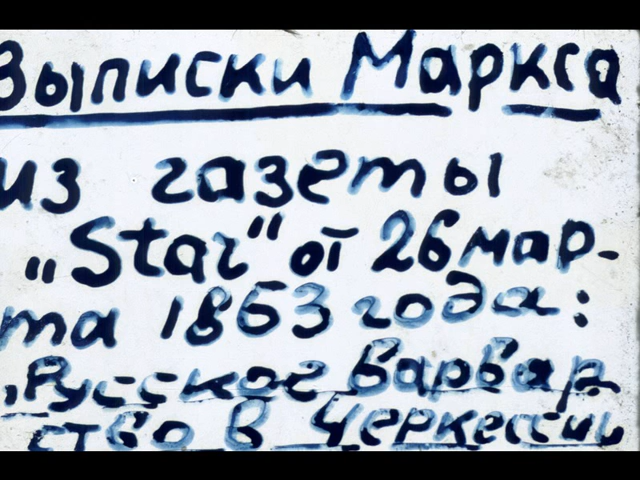 Выписки Маркса
из газеты
„Star" от 26 мар-
та 1863 года:
„Русское варвар-
ство в Черкессии